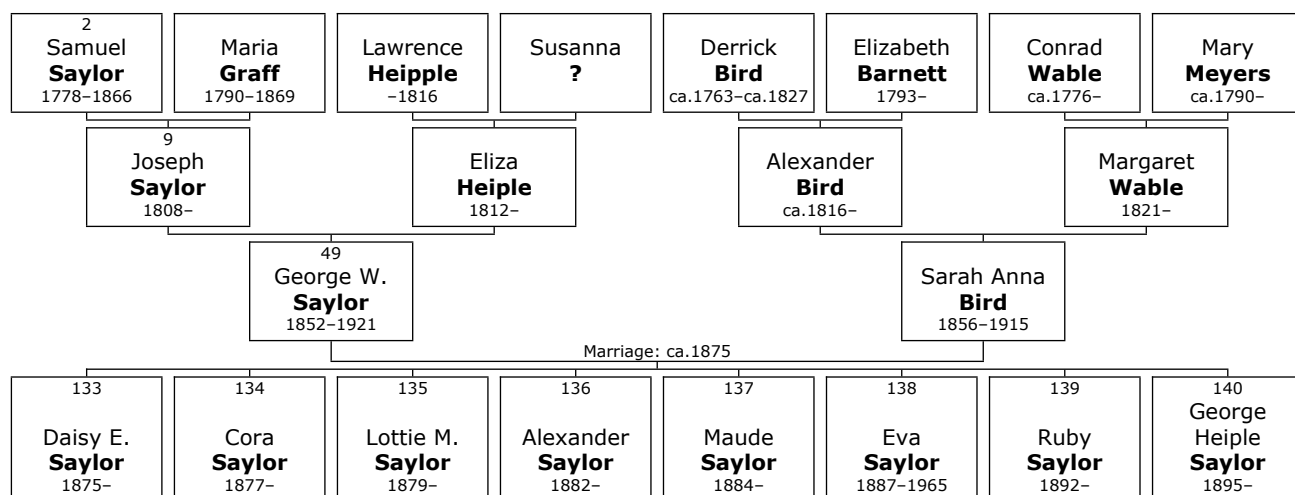 2
Samuel
Saylor
1778–1866
Maria
Graff
1790–1869
Lawrence
Heipple
–1816
Susanna
?
Derrick
Bird
ca.1763–ca.1827
Elizabeth
Barnett
1793–
Conrad
Wable
ca.1776–
Mary
Meyers
ca.1790–
9
Joseph
Saylor
1808–
Eliza
Heiple
1812–
Alexander
Bird
ca.1816–
Margaret
Wable
1821–
49
George W.
Saylor
1852–1921
Sarah Anna
Bird
1856–1915
Marriage: ca.1875
133
Daisy E.
Saylor
1875–
134
Cora
Saylor
1877–
135
Lottie M.
Saylor
1879–
136
Alexander
Saylor
1882–
137
Maude
Saylor
1884–
138
Eva
Saylor
1887–1965
139
Ruby
Saylor
1892–
140
George
Heiple
Saylor
1895–